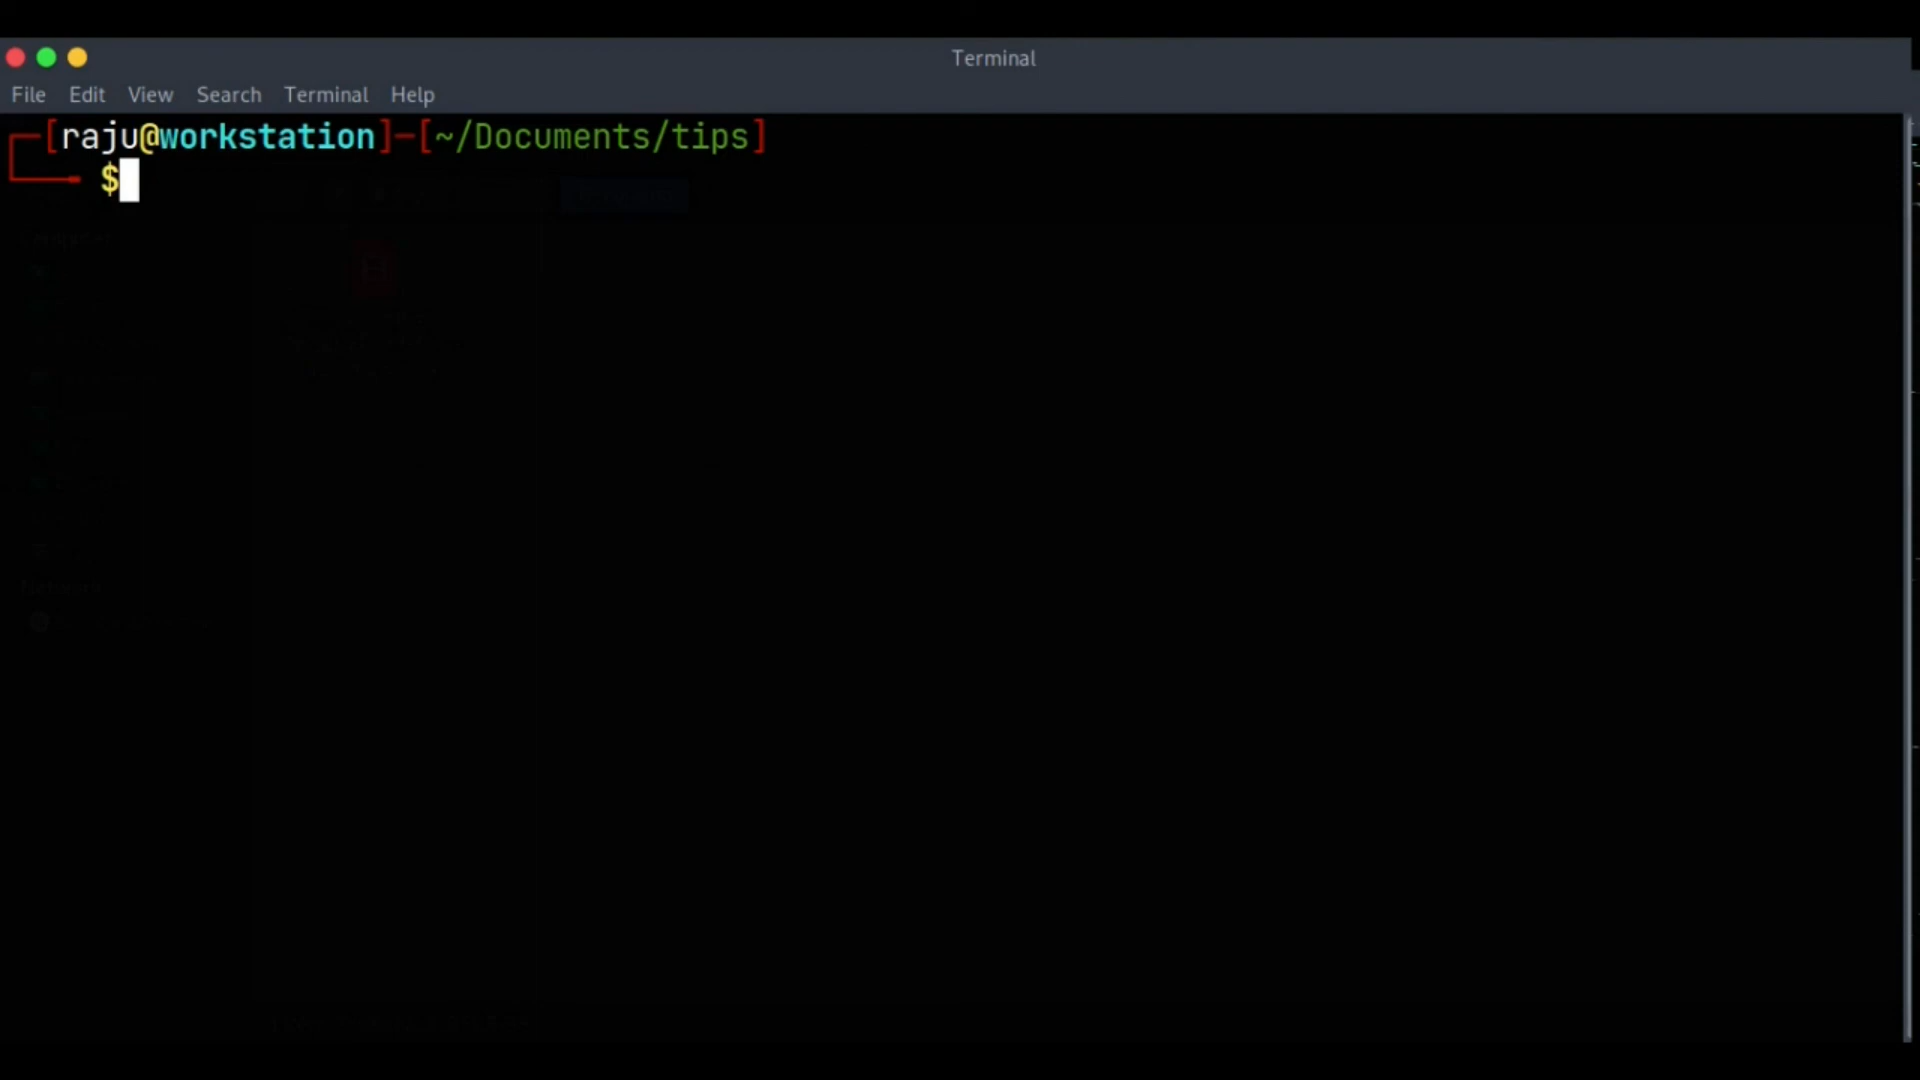 Terminal
File Edit View Search Terminal Help
[raju@workstation]-[~/Documents/tips]
$